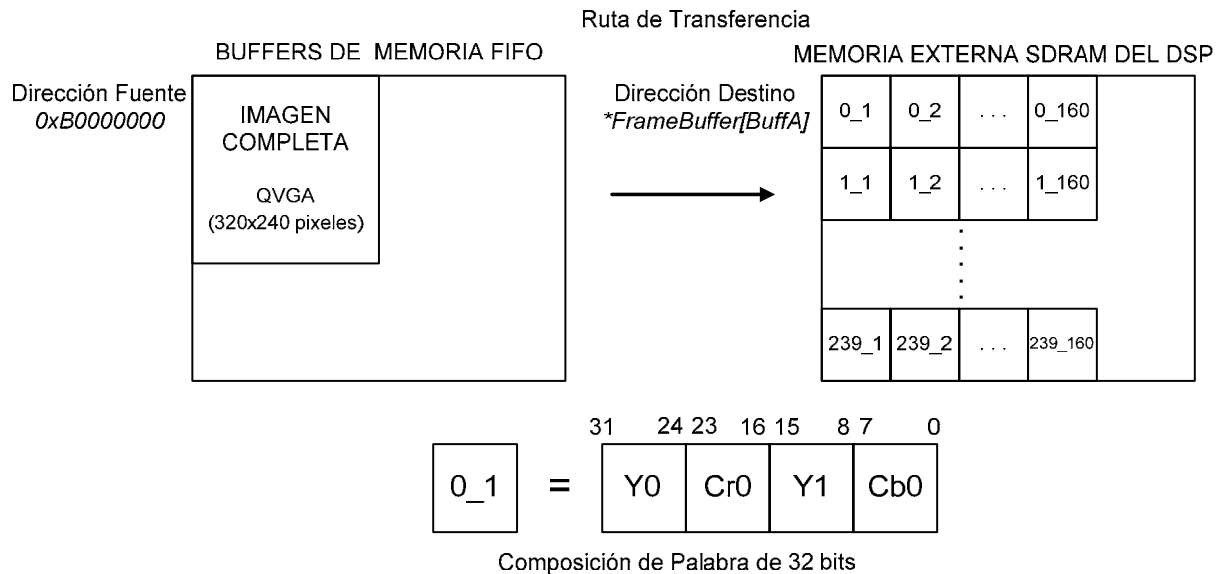 Ruta de Transferencia
BUFFERS DE MEMORIA FIFO
MEMORIA EXTERNA SDRAM DEL DSP
Dirección Fuente
0xB0000000
IMAGEN
COMPLETA
QVGA
(320x240 pixeles)
Dirección Destino
*FrameBuffer[BuffA]
0_1 0_2 . . . 0_160
1_1 1_2 . . . 1_160
239_1 239_2 . . . 239_160
31 24 23 16 15 8 7 0
0_1 = Y0 Cr0 Y1 Cb0
Composición de Palabra de 32 bits